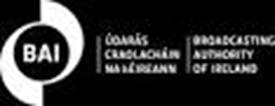 BAI
ÚDARÁS
CRAOLACHÁIN
NA hÉIREANN
BROADCASTING
AUTHORITY
OF IRELAND